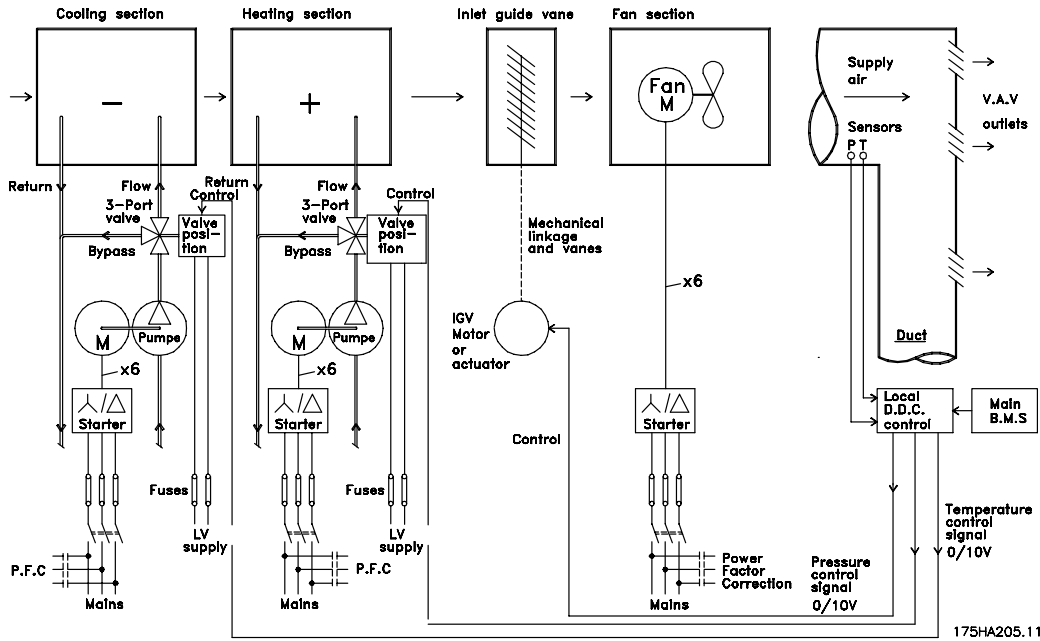 Cooling section
Heating section
Inlet guide vane
Fan section
−
+
Fan
M
Supply
air
Sensors
P T
V.A.V
outlets
Return
Flow
3-Port
valve
Bypass
Return
Control
Valve
posi-
tion
Flow
3-Port
valve
Bypass
Control
Valve
posi-
tion
Mechanical
linkage
and vanes
x6
M
Pumpe
x6
M
Pumpe
x6
IGV
Motor
or
actuator
Duct
Starter
Starter
Starter
Local
D.D.C.
control
Main
B.M.S
Control
Fuses
Fuses
LV
supply
LV
supply
P.F.C
P.F.C
Mains
Mains
Mains
Power
Factor
Correction
Pressure
control
signal
0/10V
Temperature
control
signal
0/10V
175HA205.11